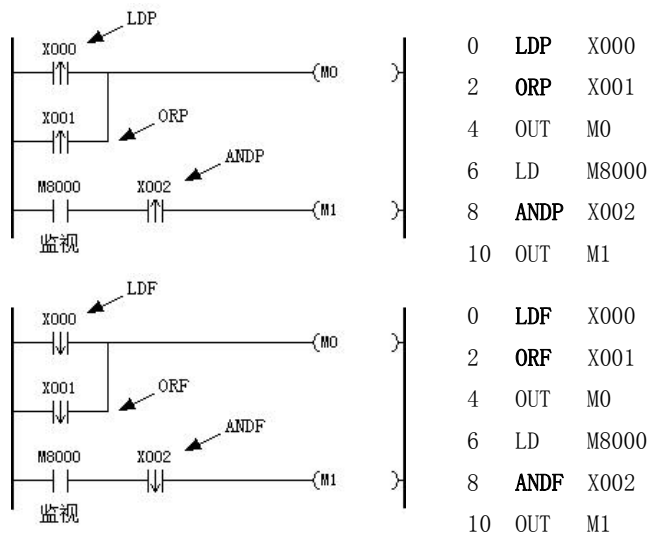 LDP
X000
(M0 )
X001
ORP
ANDP
M8000 X002
(M1 )
监视
0 LDP X000
2 ORP X001
4 OUT M0
6 LD M8000
8 ANDP X002
10 OUT M1
LDF
X000
(M0 )
X001
ORF
ANDF
M8000 X002
(M1 )
监视
0 LDF X000
2 ORF X001
4 OUT M0
6 LD M8000
8 ANDF X002
10 OUT M1